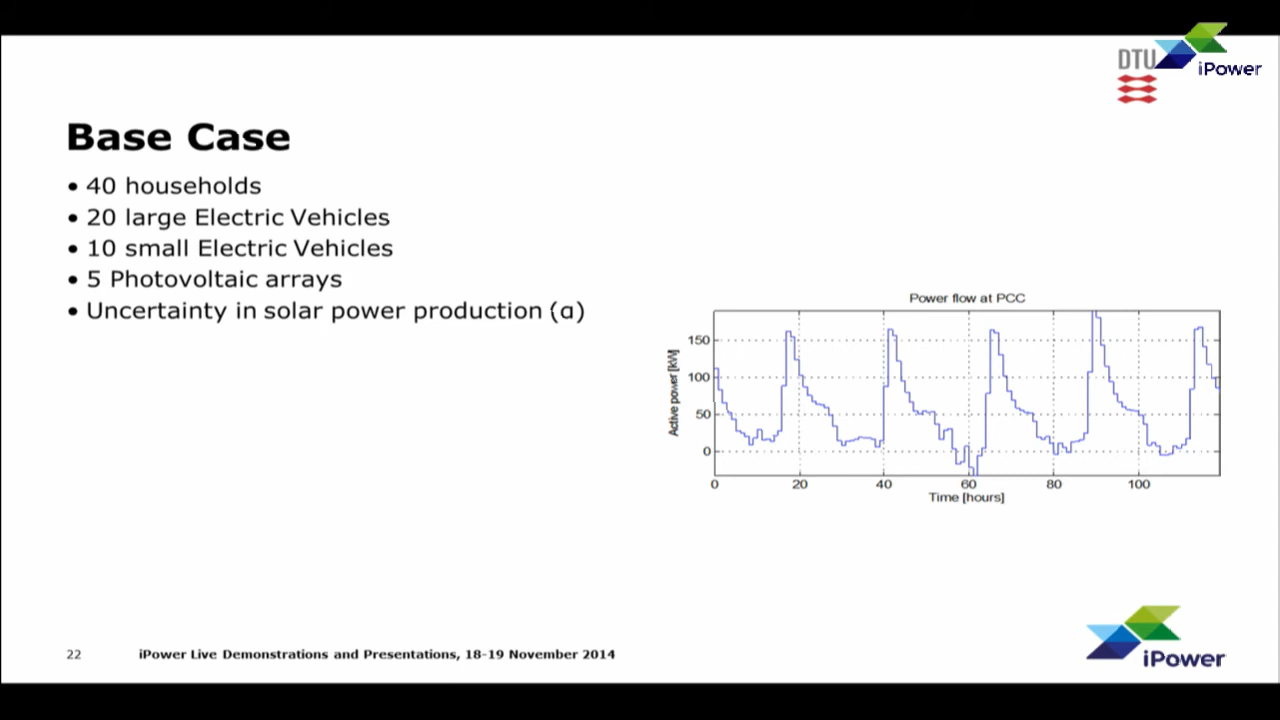 DTU
iPower
Base Case
• 40 households
• 20 large Electric Vehicles
• 10 small Electric Vehicles
• 5 Photovoltaic arrays
• Uncertainty in solar power production (α)
Power flow at PCC
Active power [kW]
150
100
50
0
0 20 40 60 80 100
Time [hours]
22 iPower Live Demonstrations and Presentations, 18-19 November 2014
iPower